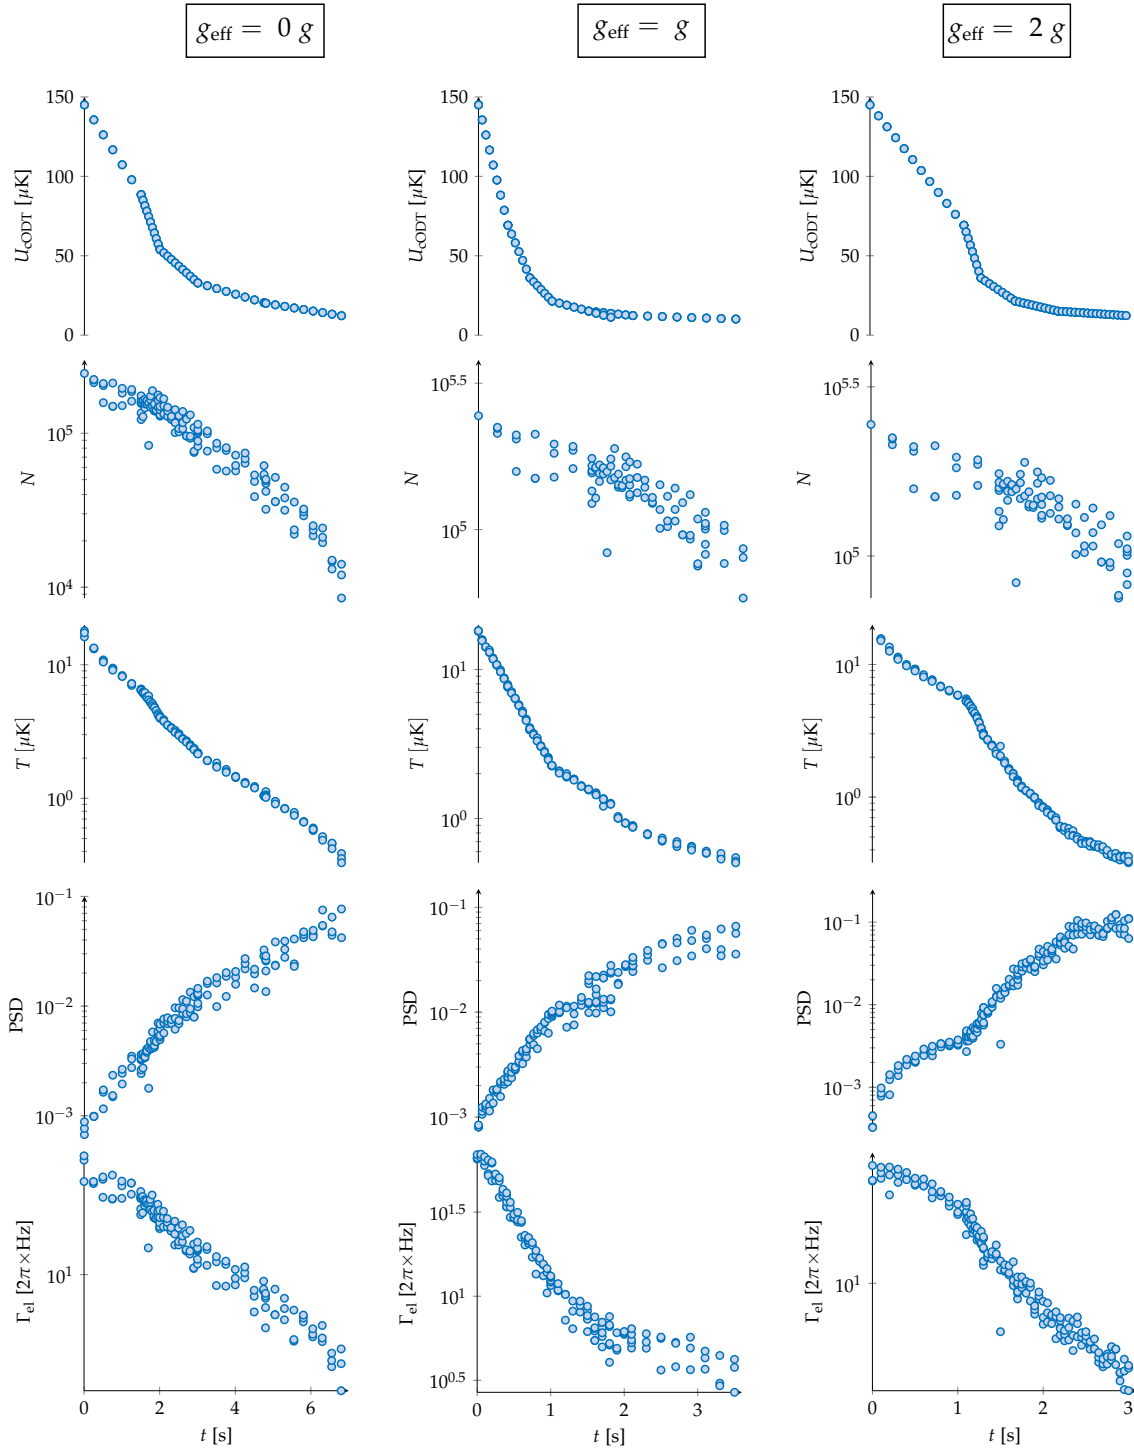 g_eff = 0 g
g_eff = g
g_eff = 2 g
150
100
50
0
U_cODT [μK]
150
100
50
0
U_cODT [μK]
150
100
50
0
U_cODT [μK]
10^5
10^4
N
10^5.5
10^5
N
10^5.5
10^5
N
10^1
10^0
T [μK]
10^1
10^0
T [μK]
10^1
10^0
T [μK]
10^−1
10^−2
10^−3
PSD
10^−1
10^−2
10^−3
PSD
10^−1
10^−2
10^−3
PSD
10^1
Γ_el [2π×Hz]
0 2 4 6
t [s]
10^1.5
10^1
10^0.5
Γ_el [2π×Hz]
0 1 2 3
t [s]
10^1
Γ_el [2π×Hz]
0 1 2 3
t [s]